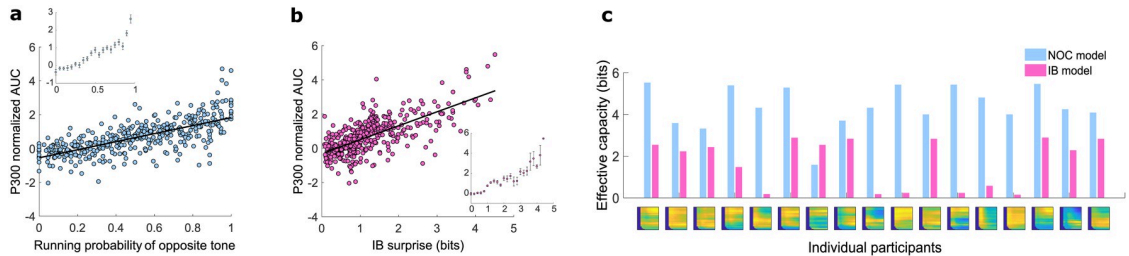 a
3
2
1
0
-1
0
0.5
1
6
4
2
0
-2
-4
P300 normalized AUC
0 0.2 0.4 0.6 0.8 1
Running probability of opposite tone
b
6
4
2
0
-2
-4
P300 normalized AUC
6
4
2
0
0 1 2 3 4 5
0 1 2 3 4 5
IB surprise (bits)
c
NOC model
IB model
6
4
2
0
Effective capacity (bits)
Individual participants